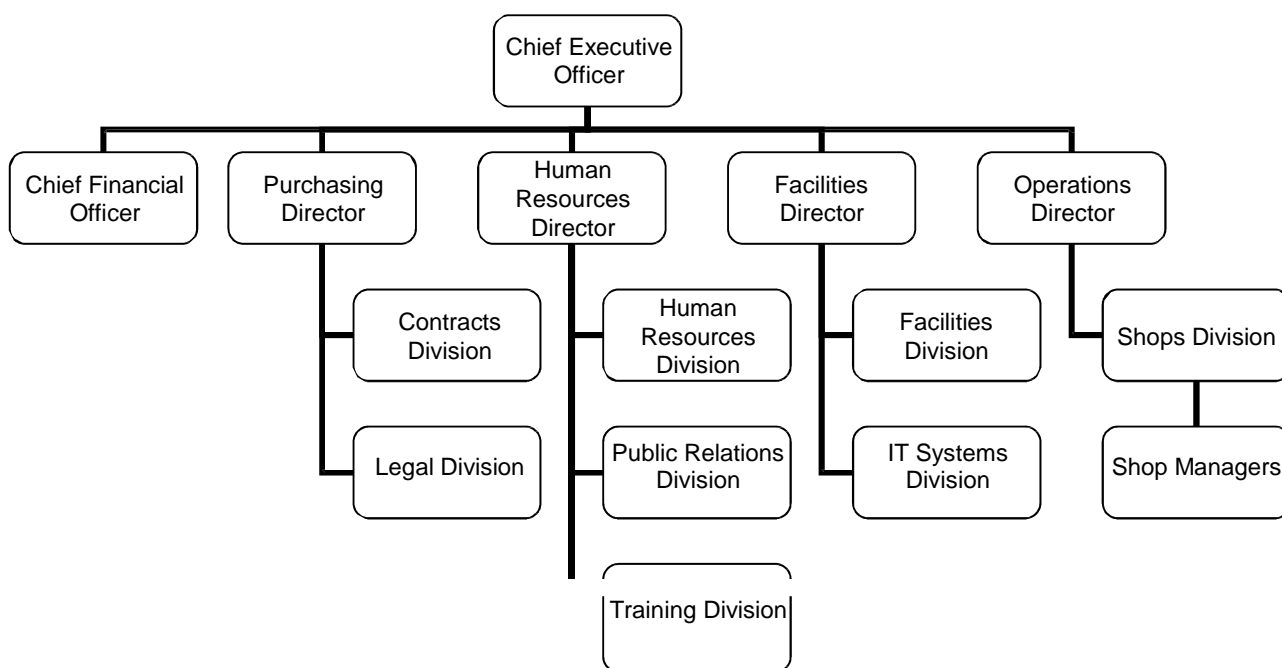 Chief Executive
Officer
Chief Financial
Officer
Purchasing
Director
Human
Resources
Director
Facilities
Director
Operations
Director
Contracts
Division
Human
Resources
Division
Facilities
Division
Shops Division
Legal Division
Public Relations
Division
IT Systems
Division
Shop Managers
Training Division